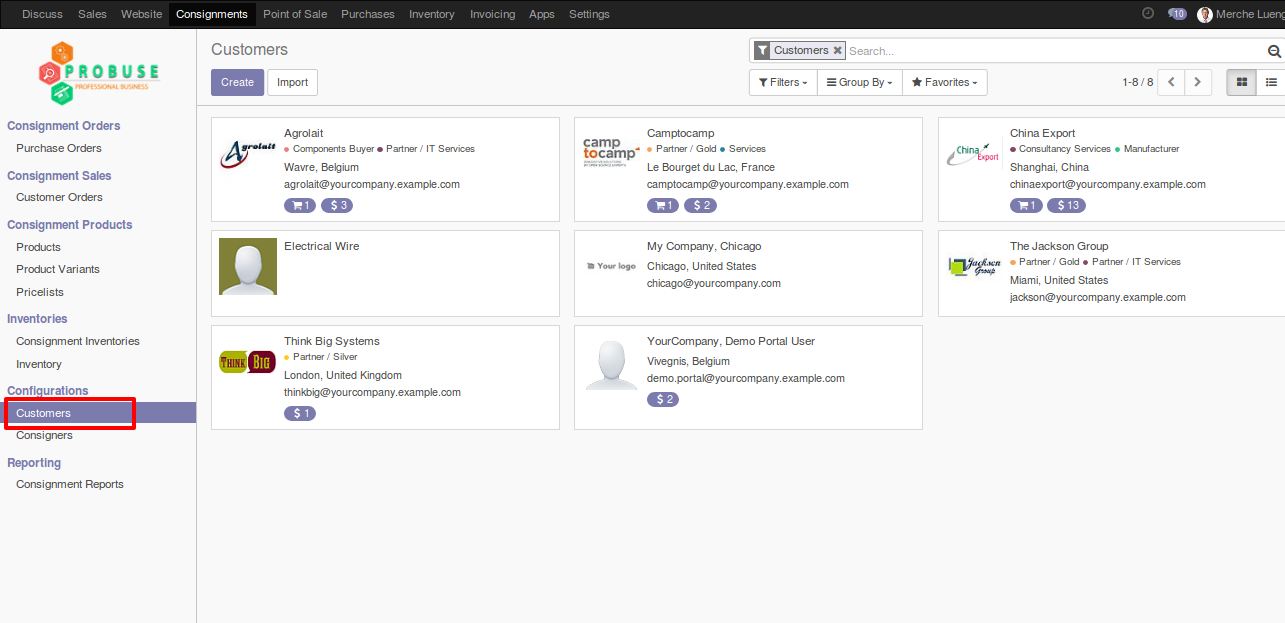 Discuss Sales Website Consignments Point of Sale Purchases Inventory Invoicing Apps Settings 10 Merche Lueng
PROBUSE
PROFESSIONAL BUSINESS
Consignment Orders
Purchase Orders
Consignment Sales
Customer Orders
Consignment Products
Products
Product Variants
Pricelists
Inventories
Consignment Inventories
Inventory
Configurations
Customers
Consigners
Reporting
Consignment Reports
Customers
Customers ✖ Search...
Create Import
Filters Group By Favorites 1-8 / 8
Agrolait
Agrolait
Components Buyer Partner / IT Services
Wavre, Belgium
agrolait@yourcompany.example.com
1 $ 3
camp
tocamp
Camptocamp
Partner / Gold Services
Le Bourget du Lac, France
camptocamp@yourcompany.example.com
1 $ 2
China
Export
China Export
Consultancy Services Manufacturer
Shanghai, China
chinaexport@yourcompany.example.com
1 $ 13
Electrical Wire
Your logo
My Company, Chicago
Chicago, United States
chicago@yourcompany.com
Jackson
Group
The Jackson Group
Partner / Gold Partner / IT Services
Miami, United States
jackson@yourcompany.example.com
THINK BIG
Think Big Systems
Partner / Silver
London, United Kingdom
thinkbig@yourcompany.example.com
$ 1
YourCompany, Demo Portal User
Vivegnis, Belgium
demo.portal@yourcompany.example.com
$ 2